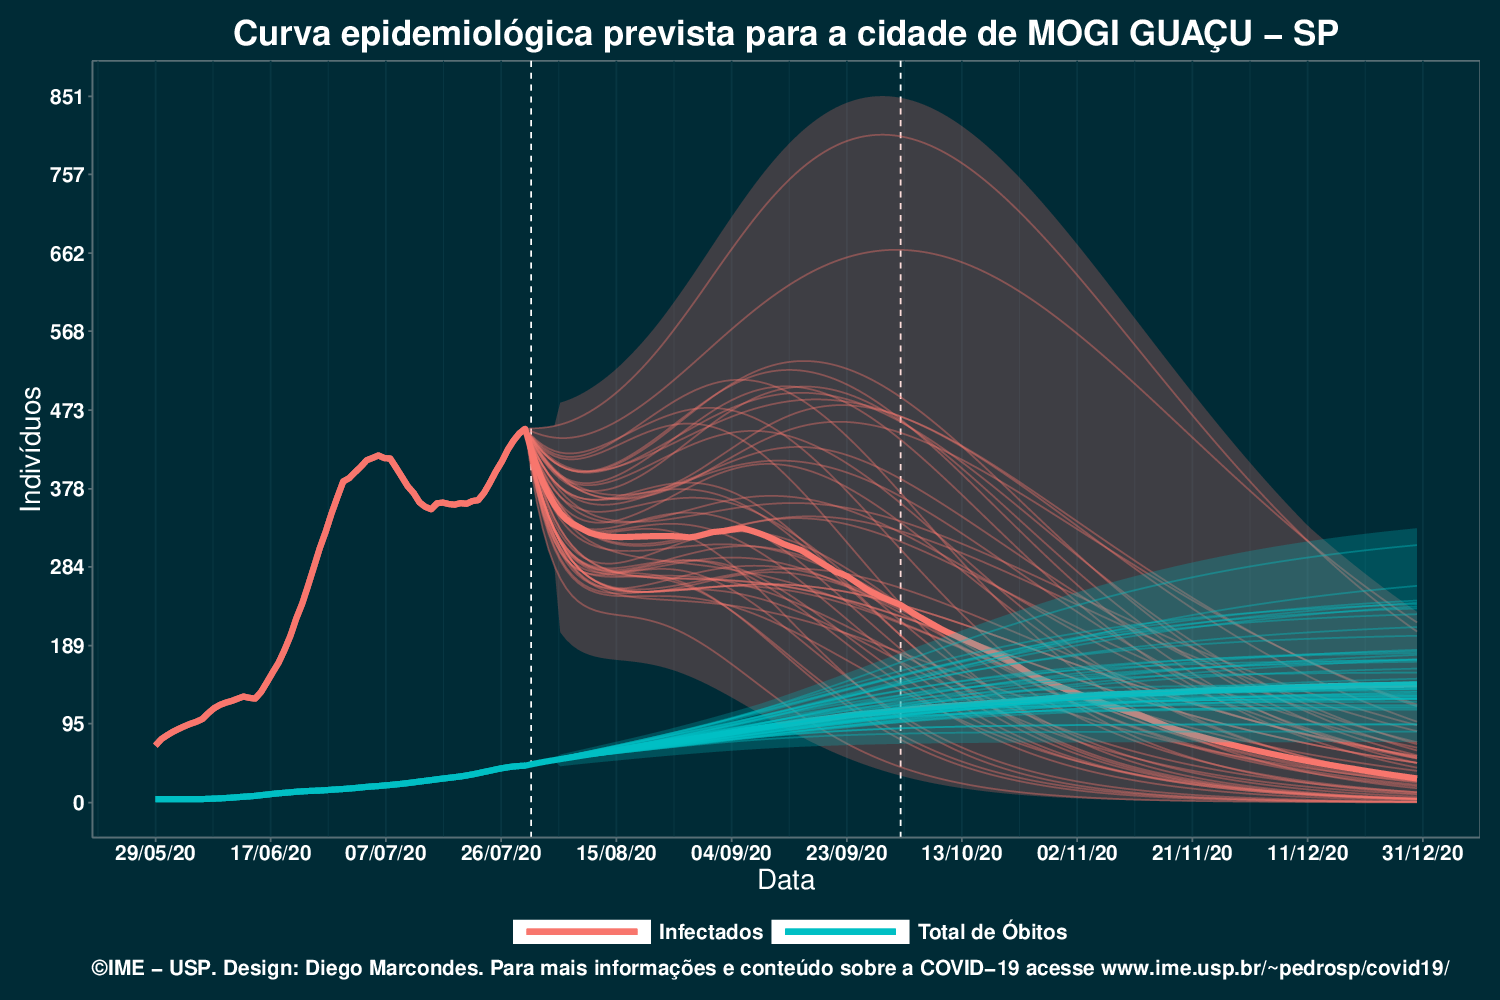 Curva epidemiológica prevista para a cidade de MOGI GUAÇU – SP
851
757
662
568
473
378
284
189
95
0
Indivíduos
29/05/20 17/06/20 07/07/20 26/07/20 15/08/20 04/09/20 23/09/20 13/10/20 02/11/20 21/11/20 11/12/20 31/12/20
Data
Infectados Total de Óbitos
©IME – USP. Design: Diego Marcondes. Para mais informações e conteúdo sobre a COVID–19 acesse www.ime.usp.br/~pedrosp/covid19/